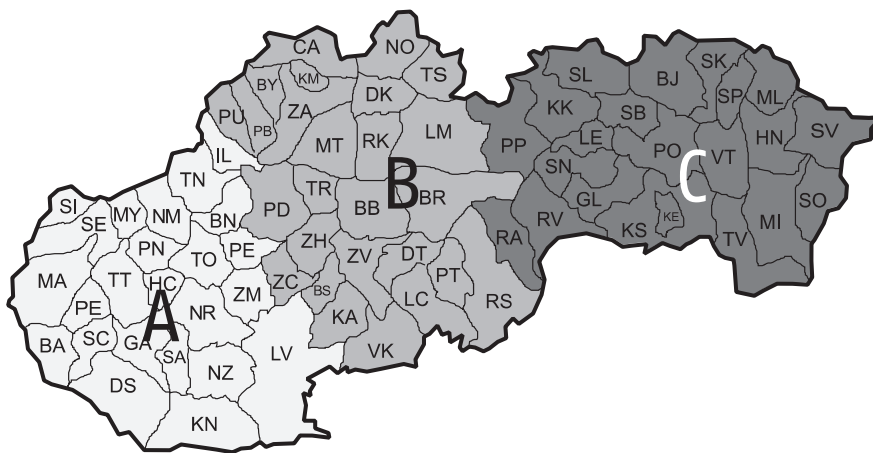 CA
NO
TS
BY
KM
DK
ZA
PU
PB
MT
RK
LM
IL
TN
SL
BJ
SK
SP
ML
KK
SB
HN
SV
PP
LE
PO
VT
C
SN
GL
KE
KS
RV
RA
TV
MI
SO
B
TR
PD
BB
BR
ZH
ZV
DT
PT
ZC
BS
KA
LC
RS
VK
SI
SE
MY
NM
BN
PN
TO
PE
MA
TT
HC
ZM
PE
A
NR
BA
SC
GA
SA
LV
DS
NZ
KN